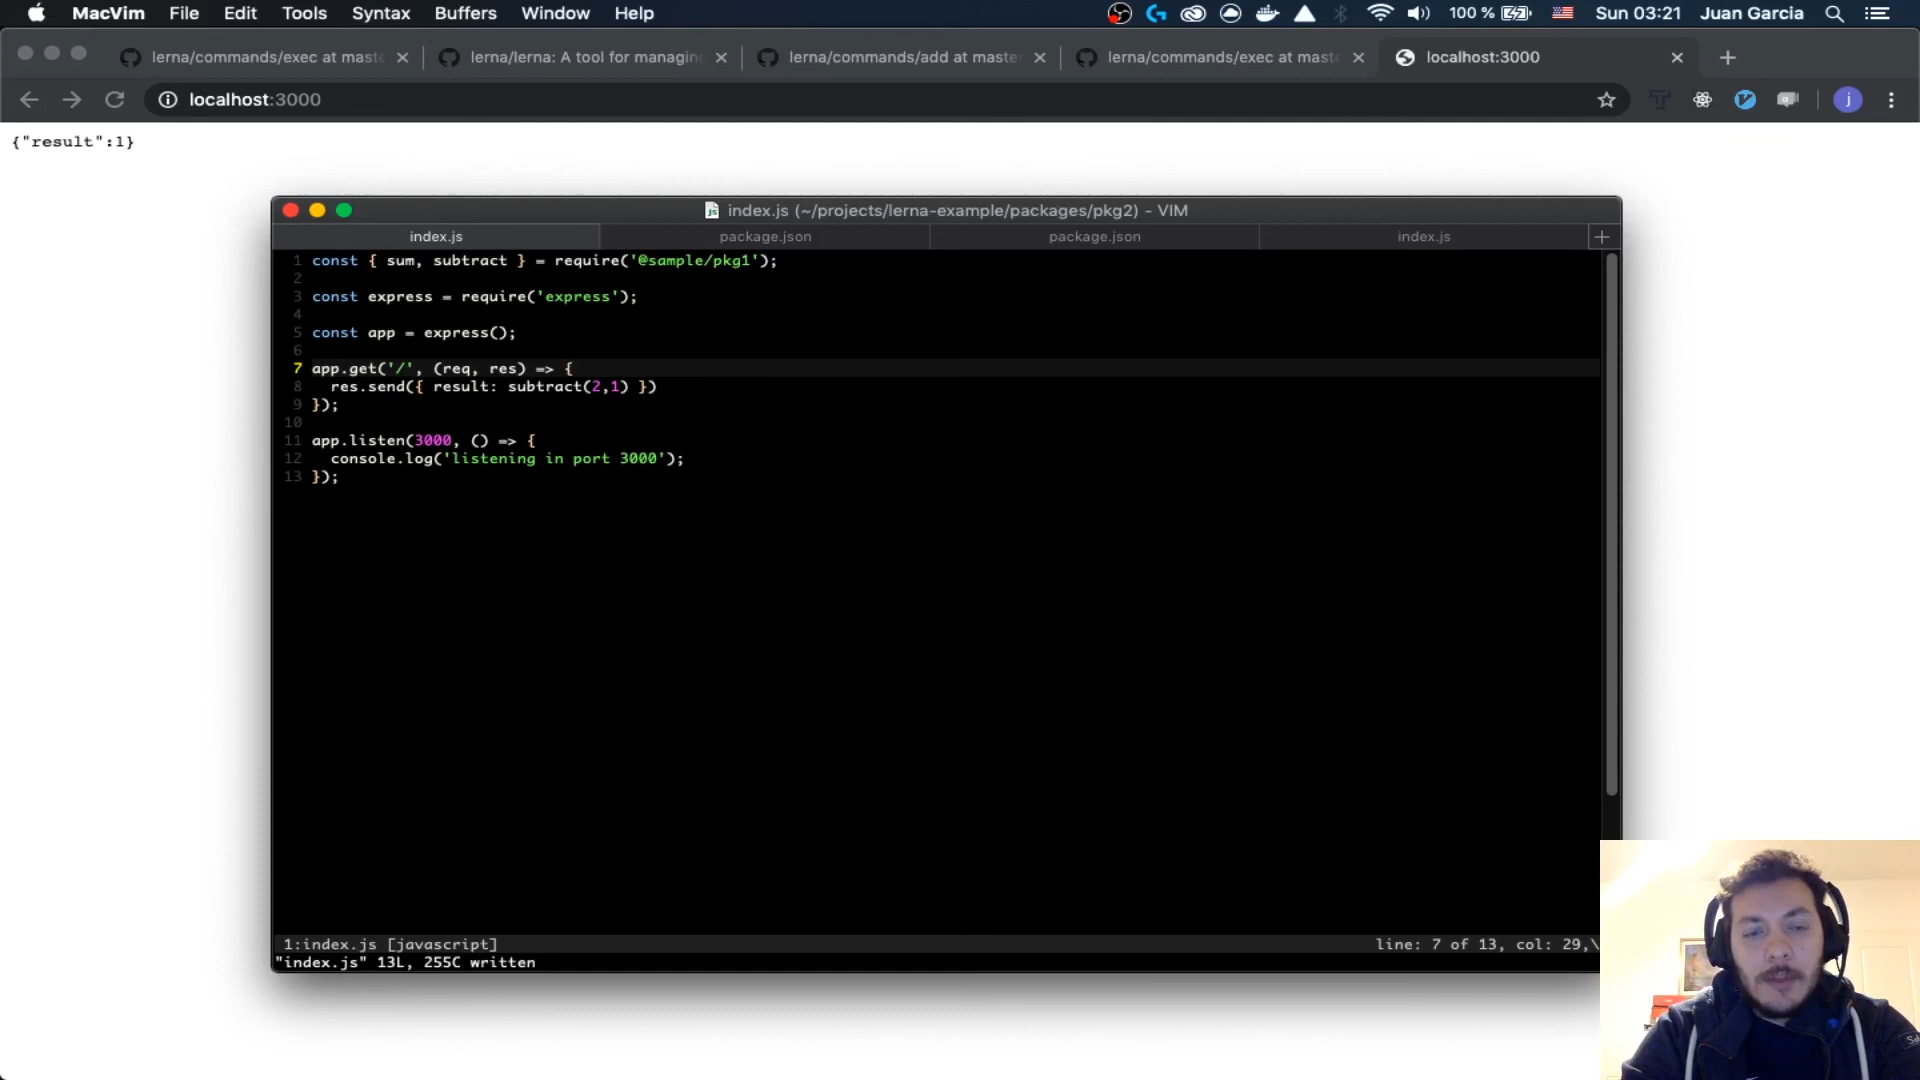 MacVim File Edit Tools Syntax Buffers Window Help 100 % Sun 03:21 Juan Garcia
lerna/commands/exec at maste lerna/lerna: A tool for managing lerna/commands/add at master lerna/commands/exec at maste localhost:3000
localhost:3000 j
{"result":1}
index.js (~/projects/lerna-example/packages/pkg2) - VIM
index.js package.json package.json index.js
1 const { sum, subtract } = require('@sample/pkg1');
2
3 const express = require('express');
4
5 const app = express();
6
7 app.get('/', (req, res) => {
8 res.send({ result: subtract(2,1) })
9 });
10
11 app.listen(3000, () => {
12 console.log('listening in port 3000');
13 });
1:index.js [javascript] line: 7 of 13, col: 29,\
"index.js" 13L, 255C written